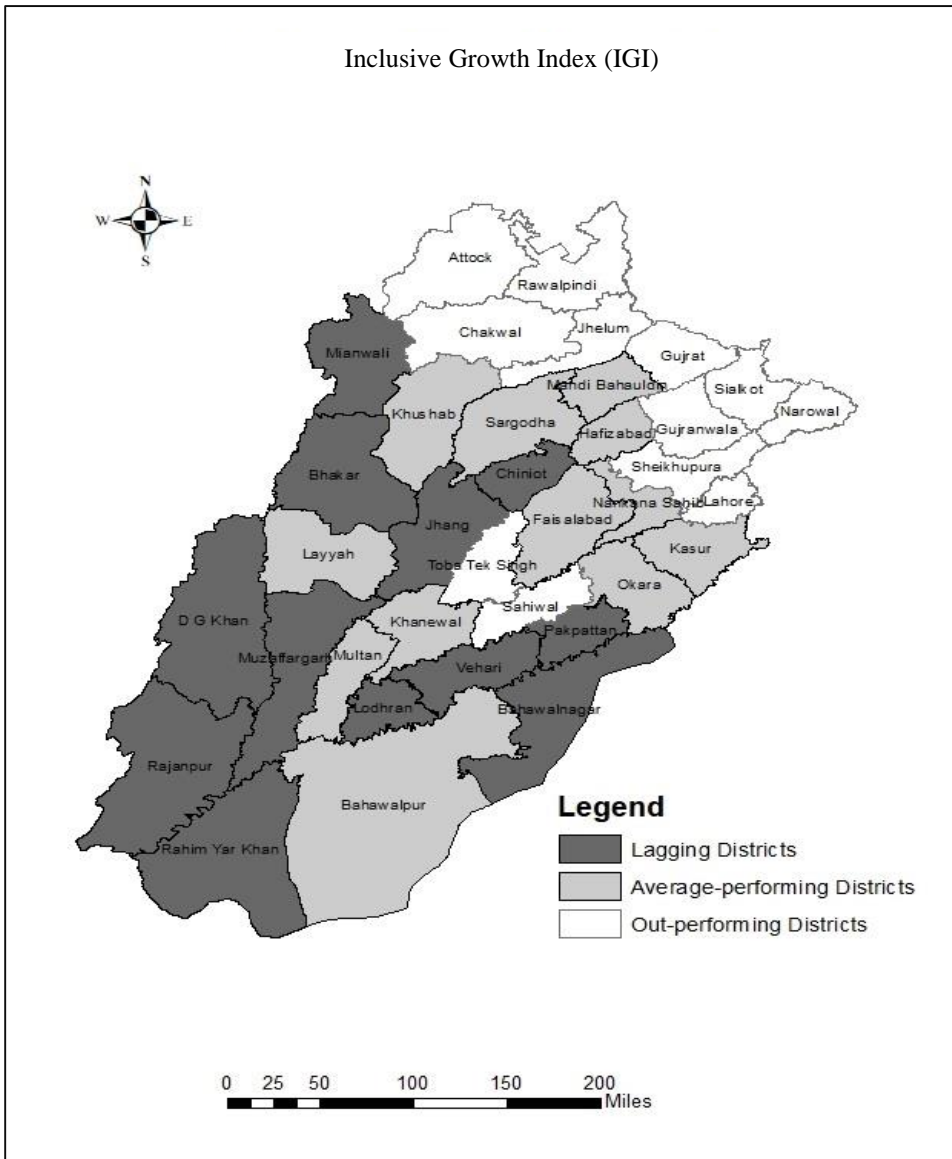 Inclusive Growth Index (IGI)
N
W E
S
Attock
Rawalpindi
Chakwal
Jhelum
Mianwali
Gujrat
Mandi Bahauldin
Sialkot
Khushab
Narowal
Sargodha
Hafizabad
Gujranwala
Sheikhupura
Bhakar
Chiniot
Nankana Sahib
Lahore
Jhang
Faisalabad
Kasur
Layyah
Toba Tek Singh
Okara
Sahiwal
D G Khan
Khanewal
Pakpattan
Muzaffargarh
Multan
Vehari
Lodhran
Bahawalnagar
Rajanpur
Bahawalpur
Rahim Yar Khan
Legend
Lagging Districts
Average-performing Districts
Out-performing Districts
0 25 50 100 150 200
Miles